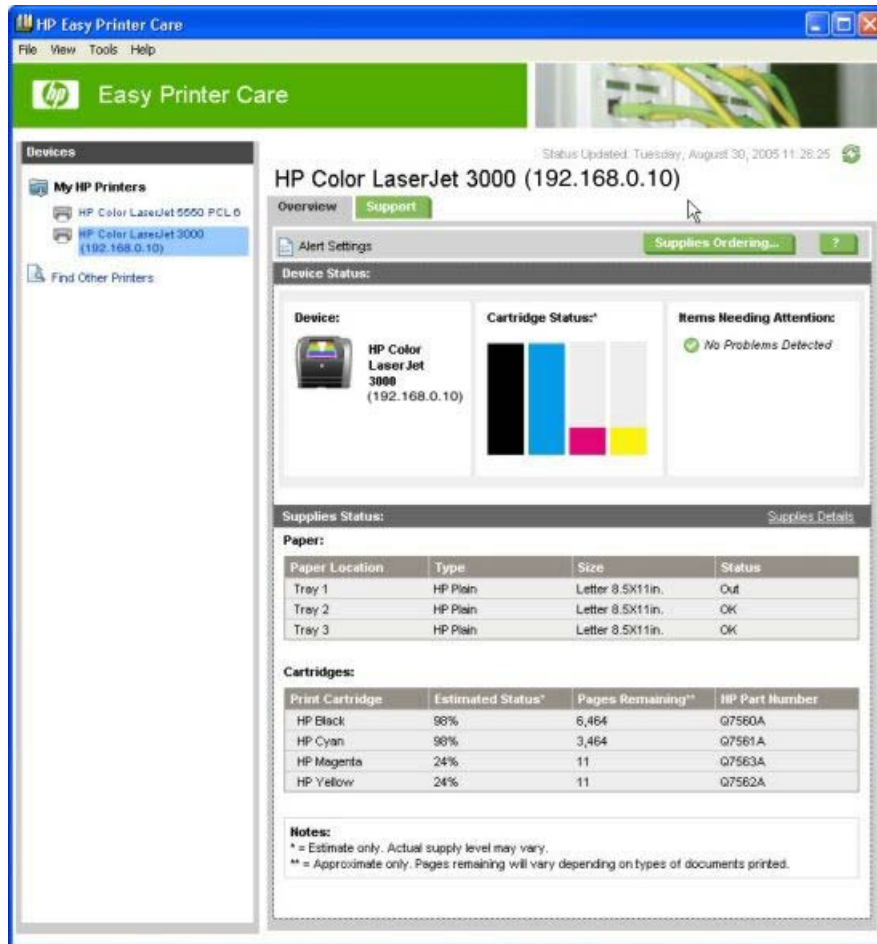 HP Easy Printer Care
File View Tools Help
hp Easy Printer Care
Devices
My HP Printers
HP Color LaserJet 5550 PCL 6
HP Color LaserJet 3000
(192.168.0.10)
Find Other Printers
Status Updated: Tuesday, August 30, 2005 11:26:25
HP Color LaserJet 3000 (192.168.0.10)
Overview Support
Alert Settings Supplies Ordering... ?
Device Status:
Device: Cartridge Status:* Items Needing Attention:
HP Color
LaserJet
3000
(192.168.0.10)
No Problems Detected
Supplies Status: Supplies Details
Paper:
Paper Location Type Size Status
Tray 1 HP Plain Letter 8.5X11in. Out
Tray 2 HP Plain Letter 8.5X11in. OK
Tray 3 HP Plain Letter 8.5X11in. OK
Cartridges:
Print Cartridge Estimated Status* Pages Remaining** HP Part Number
HP Black 98% 6,464 Q7560A
HP Cyan 98% 3,464 Q7561A
HP Magenta 24% 11 Q7563A
HP Yellow 24% 11 Q7562A
Notes:
* = Estimate only. Actual supply level may vary.
** = Approximate only. Pages remaining will vary depending on types of documents printed.